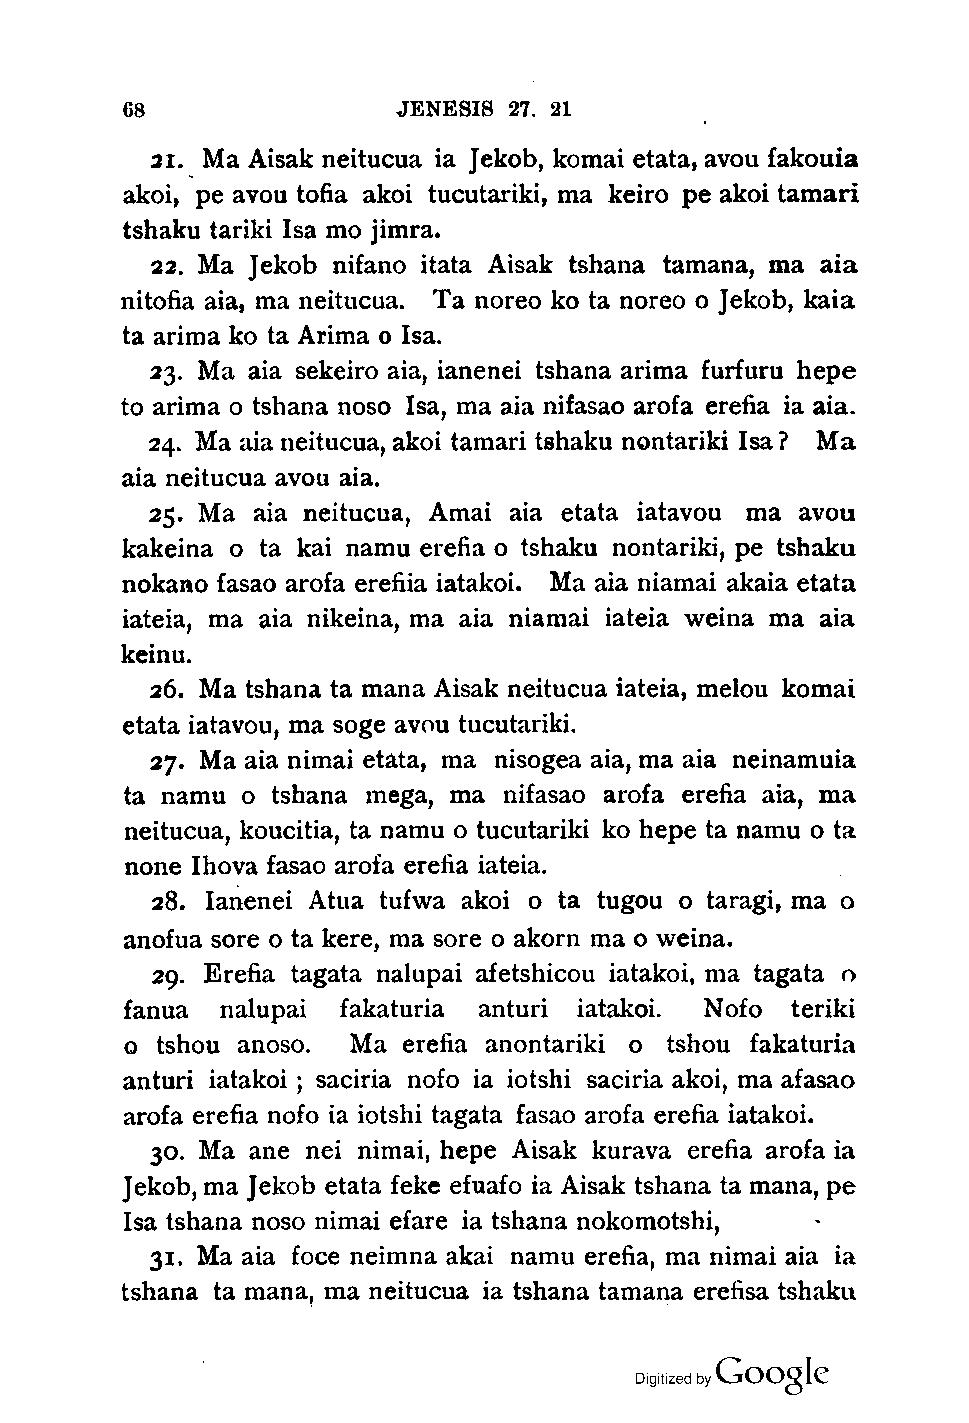 68 JENESIS 27. 21
21. Ma Aisak neitucua ia Jekob, komai etata, avou fakouia
akoi, pe avou tofia akoi tucutariki, ma keiro pe akoi tamari
tshaku tariki Isa mo jimra.
22. Ma Jekob nifano itata Aisak tshana tamana, ma aia
nitofia aia, ma neitucua. Ta noreo ko ta noreo o Jekob, kaia
ta arima ko ta Arima o Isa.
23. Ma aia sekeiro aia, ianenei tshana arima furfuru hepe
to arima o tshana noso Isa, ma aia nifasao arofa erefia ia aia.
24. Ma aia neitucua, akoi tamari tshaku nontariki Isa? Ma
aia neitucua avou aia.
25. Ma aia neitucua, Amai aia etata iatavou ma avou
kakeina o ta kai namu erefia o tshaku nontariki, pe tshaku
nokano fasao arofa erefiia iatakoi. Ma aia niamai akaia etata
iateia, ma aia nikeina, ma aia niamai iateia weina ma aia
keinu.
26. Ma tshana ta mana Aisak neitucua iateia, melou komai
etata iatavou, ma soge avou tucutariki.
27. Ma aia nimai etata, ma nisogea aia, ma aia neinamuia
ta namu o tshana mega, ma nifasao arofa erefia aia, ma
neitucua, koucitia, ta namu o tucutariki ko hepe ta namu o ta
none Ihova fasao arofa erefia iateia.
28. Ianenei Atua tufwa akoi o ta tugou o taragi, ma o
anofua sore o ta kere, ma sore o akorn ma o weina.
29. Erefia tagata nalupai afetshicou iatakoi, ma tagata o
fanua nalupai fakaturia anturi iatakoi. Nofo teriki
o tshou anoso. Ma erefia anontariki o tshou fakaturia
anturi iatakoi; saciria nofo ia iotshi saciria akoi, ma afasao
arofa erefia nofo ia iotshi tagata fasao arofa erefia iatakoi.
30. Ma ane nei nimai, hepe Aisak kurava erefia arofa ia
Jekob, ma Jekob etata feke efuafo ia Aisak tshana ta mana, pe
Isa tshana noso nimai efare ia tshana nokomotshi,
31. Ma aia foce neimna akai namu erefia, ma nimai aia ia
tshana ta mana, ma neitucua ia tshana tamana erefisa tshaku
Digitized by Google